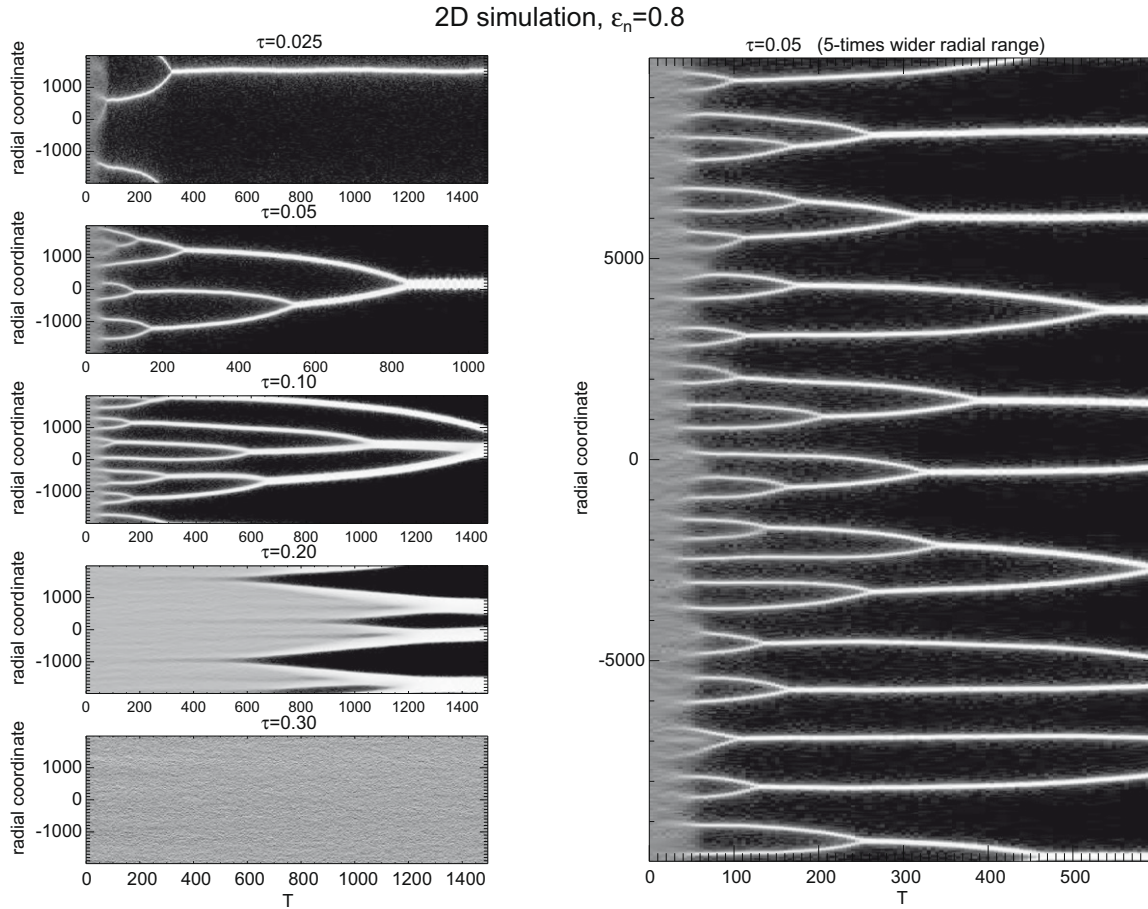 2D simulation, εn=0.8
τ=0.025
radial coordinate
1000
0
-1000
0 200 400 600 800 1000 1200 1400
τ=0.05
radial coordinate
1000
0
-1000
0 200 400 600 800 1000
τ=0.10
radial coordinate
1000
0
-1000
0 200 400 600 800 1000 1200 1400
τ=0.20
radial coordinate
1000
0
-1000
0 200 400 600 800 1000 1200 1400
τ=0.30
radial coordinate
1000
0
-1000
0 200 400 600 800 1000 1200 1400
T
τ=0.05 (5-times wider radial range)
radial coordinate
5000
0
-5000
0 100 200 300 400 500
T